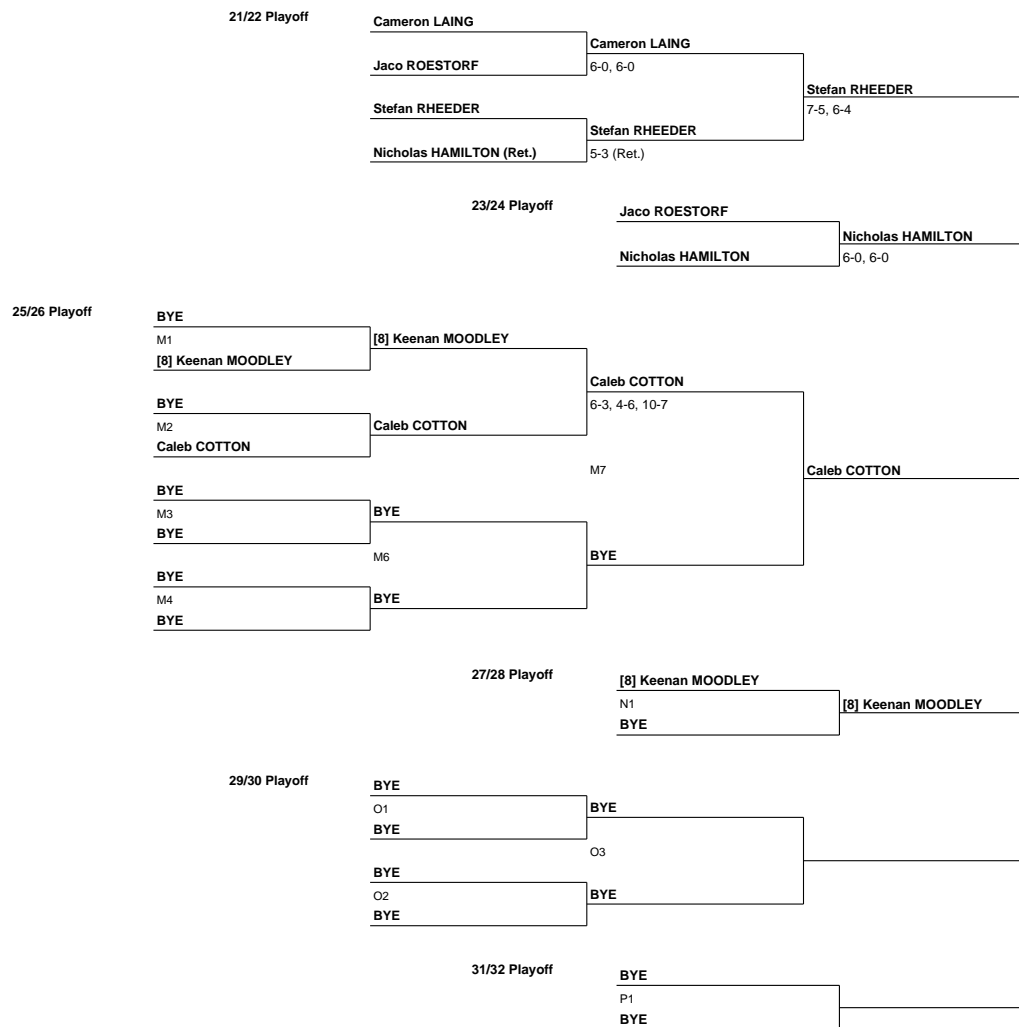 21/22 Playoff
Cameron LAING
Cameron LAING
Jaco ROESTORF
6-0, 6-0
Stefan RHEEDER
Stefan RHEEDER
7-5, 6-4
Stefan RHEEDER
Nicholas HAMILTON (Ret.)
5-3 (Ret.)
23/24 Playoff
Jaco ROESTORF
Nicholas HAMILTON
Nicholas HAMILTON
6-0, 6-0
25/26 Playoff
BYE
M1
[8] Keenan MOODLEY
[8] Keenan MOODLEY
Caleb COTTON
BYE
6-3, 4-6, 10-7
M2
Caleb COTTON
Caleb COTTON
M7
Caleb COTTON
BYE
M3
BYE
BYE
M6
BYE
BYE
M4
BYE
BYE
27/28 Playoff
[8] Keenan MOODLEY
N1
[8] Keenan MOODLEY
BYE
29/30 Playoff
BYE
O1
BYE
BYE
O3
BYE
O2
BYE
BYE
31/32 Playoff
BYE
P1
BYE